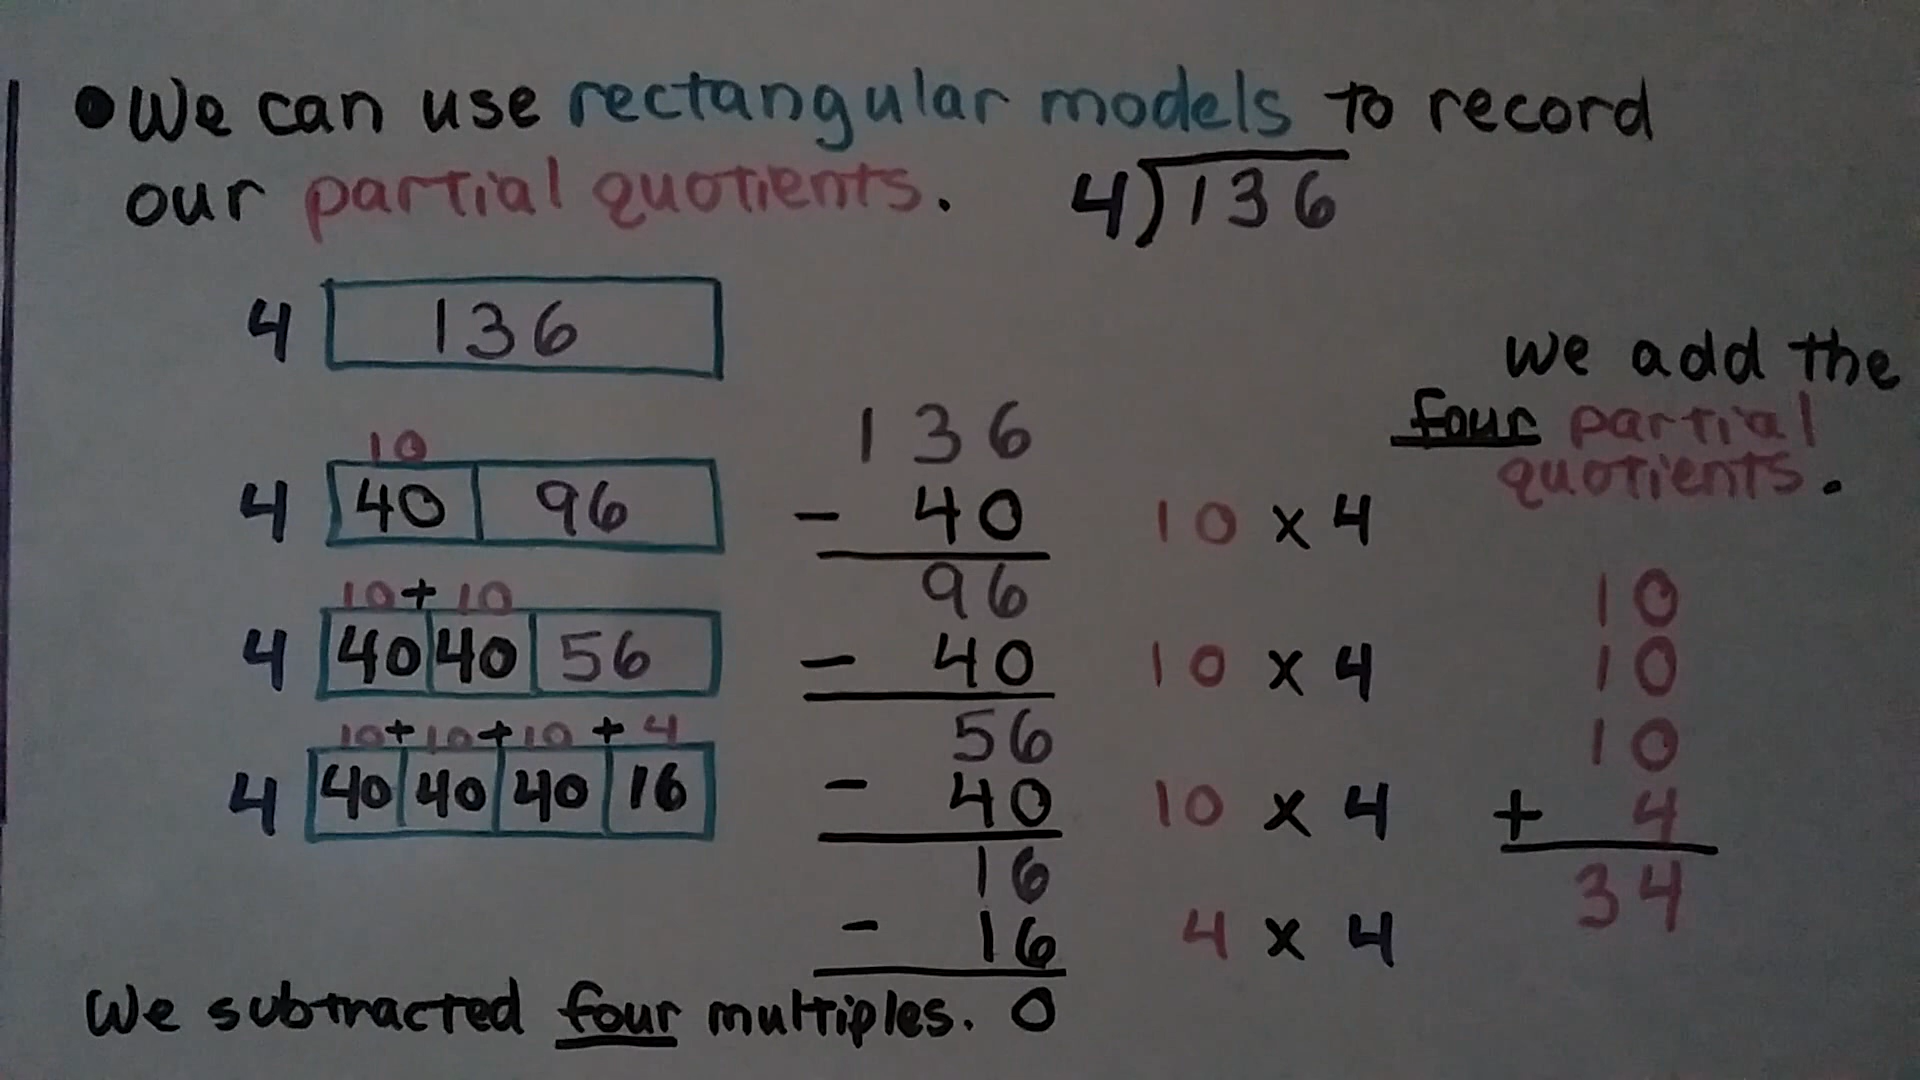 •We can use rectangular models to record
our partial quotients. 4)136
4 136
10
4 40 96
10+10
4 40 40 56
10+10+10+4
4 40 40 40 16
We subtracted four multiples.
136
- 40 10 x 4
96
- 40 10 x 4
56
- 40 10 x 4
16
- 16 4 x 4
0
we add the
four partial
quotients.
10
10
10
+ 4
34